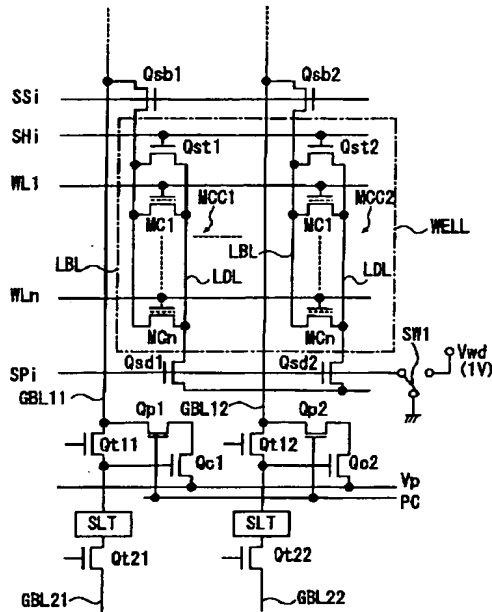 Qsb1 Qsb2
SSi
SHi
Qst1 Qst2
WL1
MCC1 MCC2
MC1 MC1
WELL
LBL LBL
LDL LDL
WLn
MCn MCn
SW1
Vwd
(1V)
Qsd1 Qsd2
SPi
GBL11 Qp1 GBL12 Qp2
Qt11 Qt12
Qc1 Qc2
Vp
PC
SLT SLT
Qt21 Qt22
GBL21 GBL22